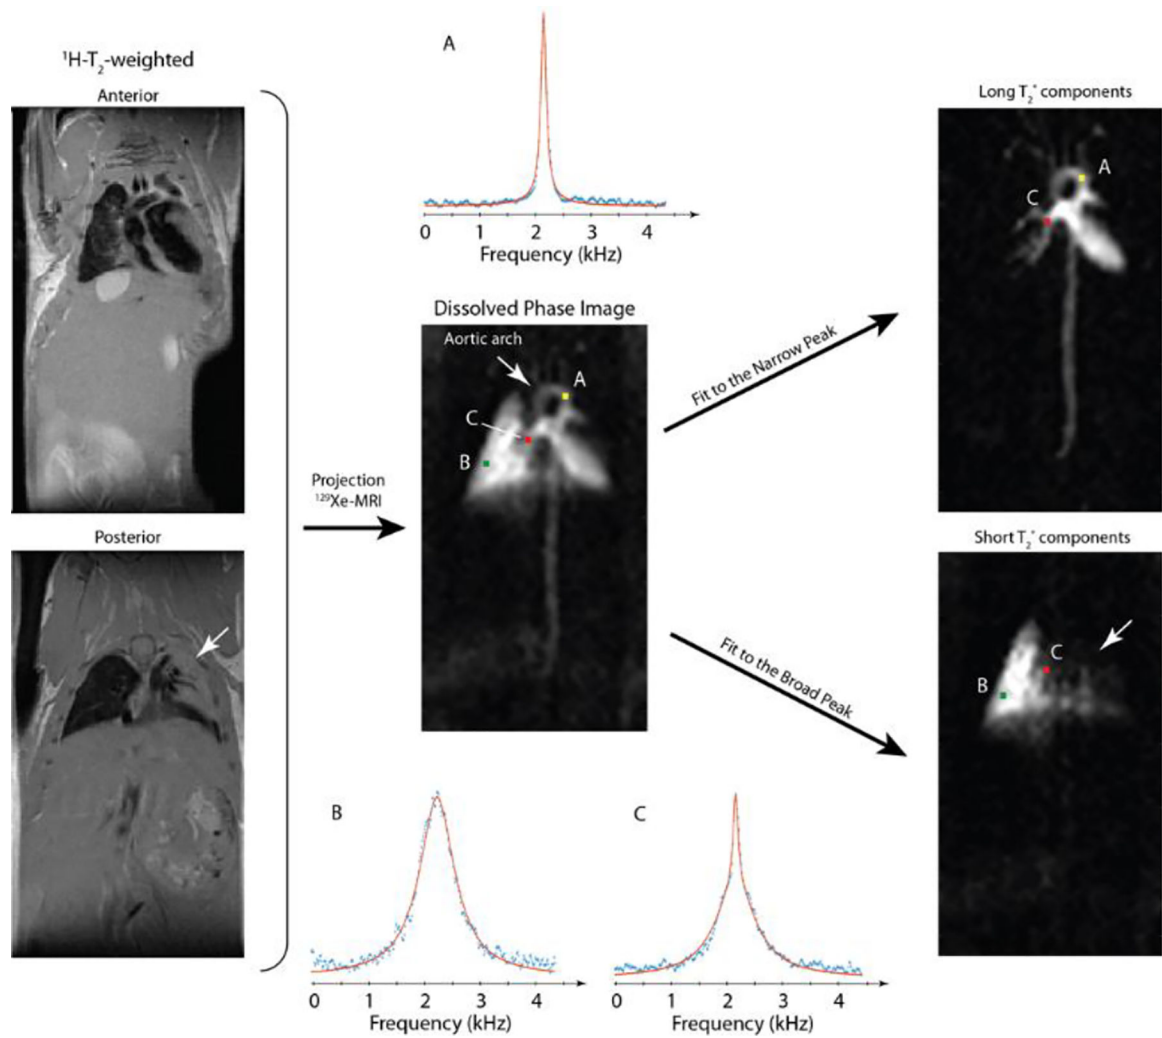 ¹H-T₂-weighted
Anterior
Posterior
Projection
¹²⁹Xe-MRI
A
0 1 2 3 4
Frequency (kHz)
Dissolved Phase Image
Aortic arch
A
C
B
B
0 1 2 3 4
Frequency (kHz)
C
0 1 2 3 4
Frequency (kHz)
Fit to the Narrow Peak
Fit to the Broad Peak
Long T₂* components
A
C
Short T₂* components
C
B